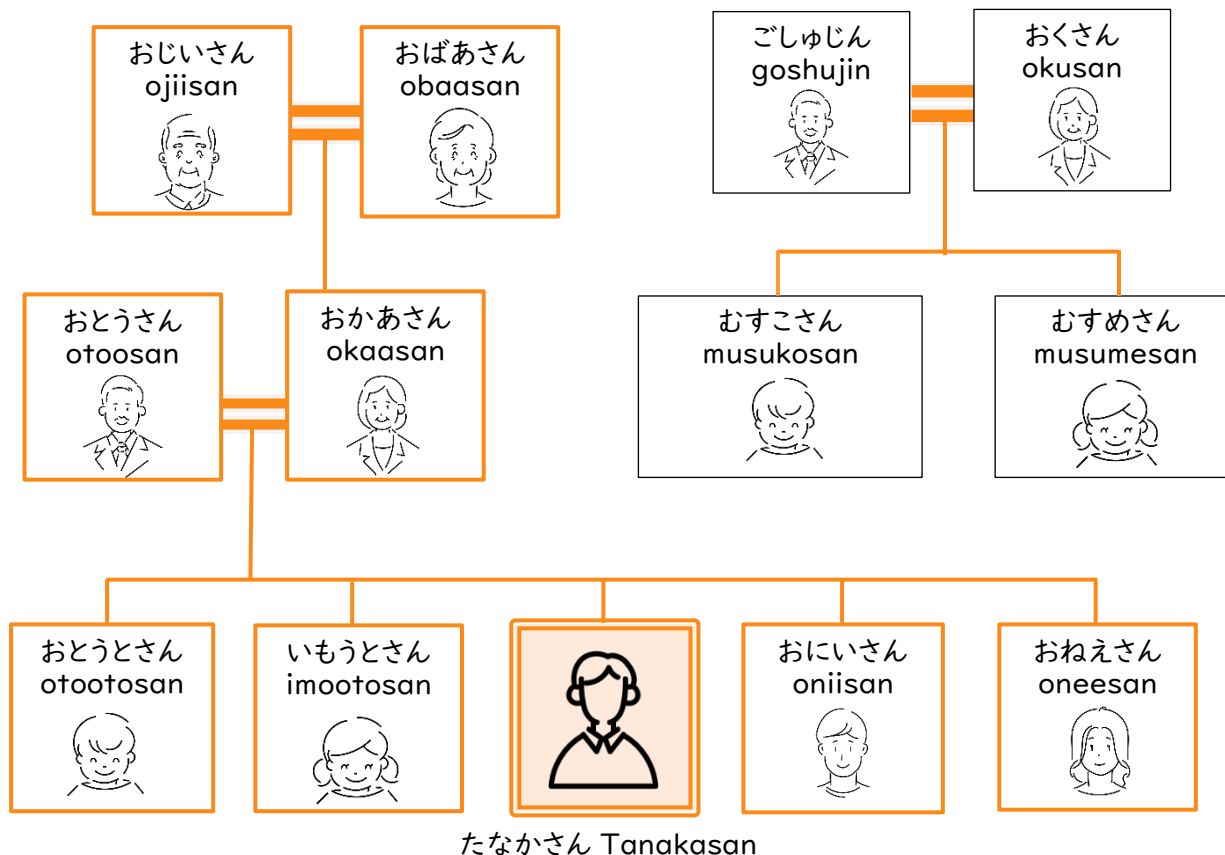 おじいさん
ojiisan
おばあさん
obaasan
ごしゅじん
goshujin
おくさん
okusan
おとうさん
otoosan
おかあさん
okaasan
むすこさん
musukosan
むすめさん
musumesan
おとうとさん
otootosan
いもうとさん
imootosan
おにいさん
oniisan
おねえさん
oneesan
たなかさん Tanakasan